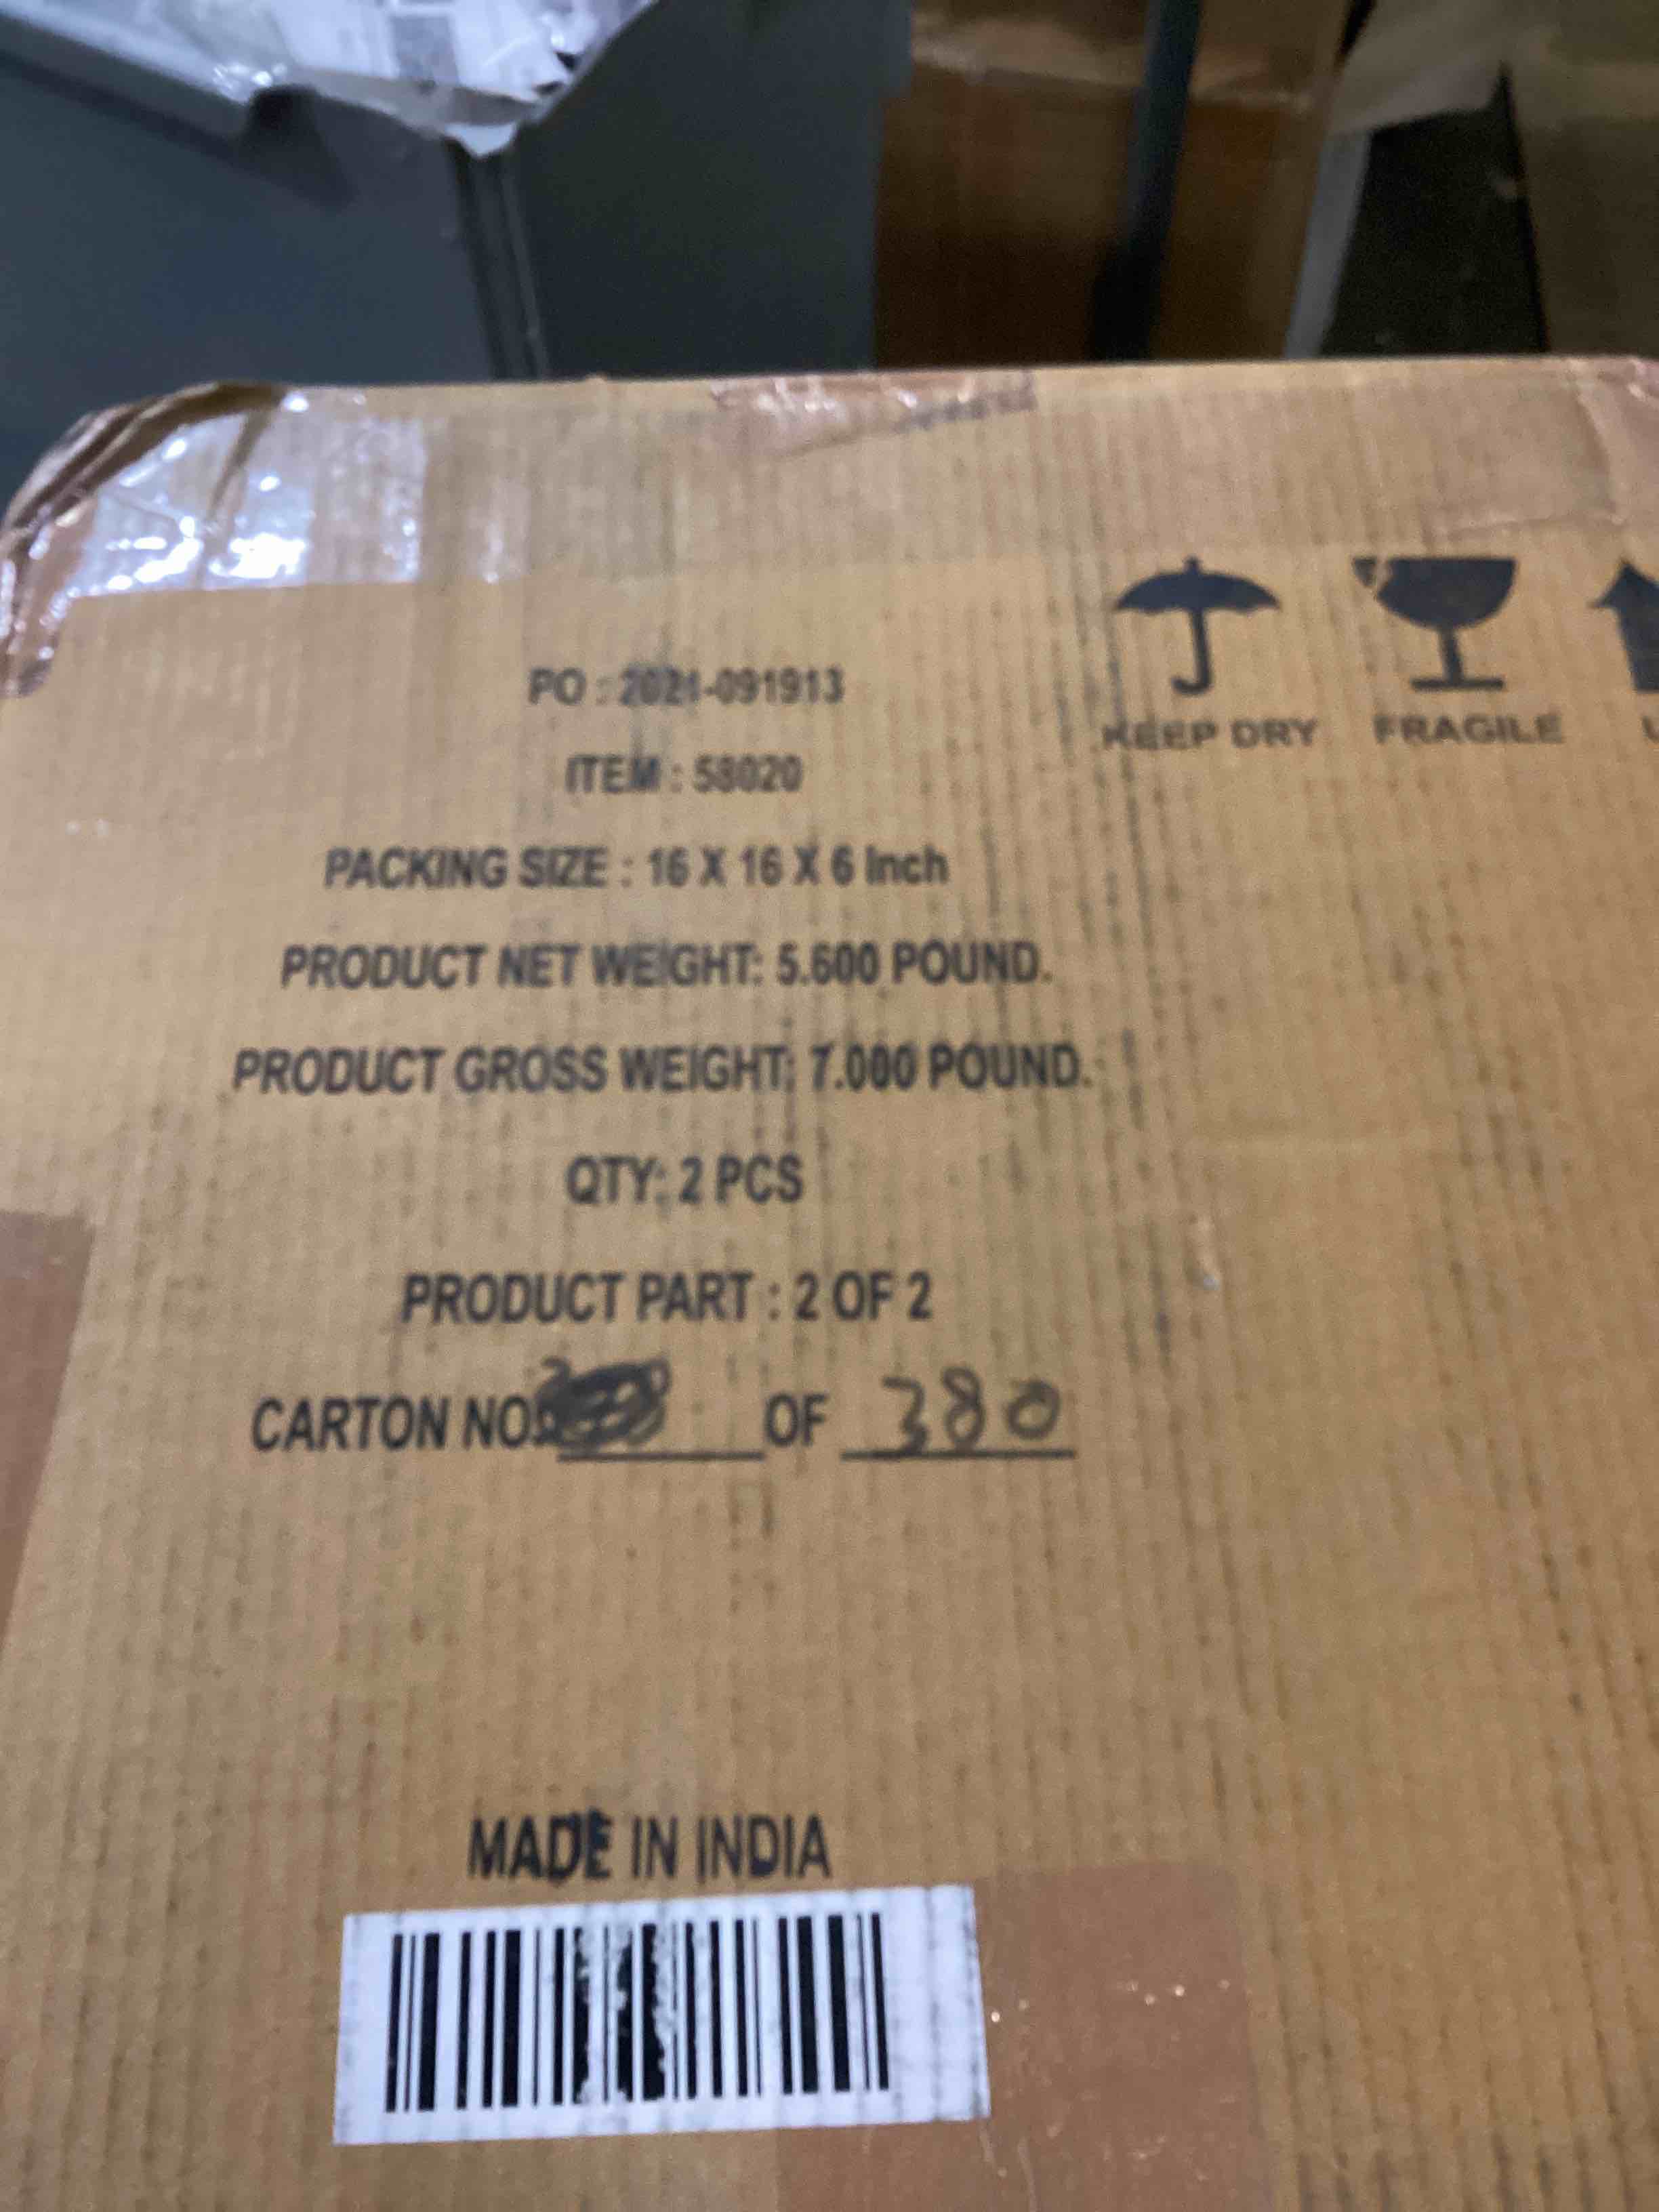 PO : 2021-091913
KEEP DRY
FRAGILE
ITEM : 58020
PACKING SIZE : 16 X 16 X 6 Inch
PRODUCT NET WEIGHT: 5.600 POUND.
PRODUCT GROSS WEIGHT: 7.000 POUND.
QTY: 2 PCS
PRODUCT PART : 2 OF 2
CARTON NO. OF 380
MADE IN INDIA